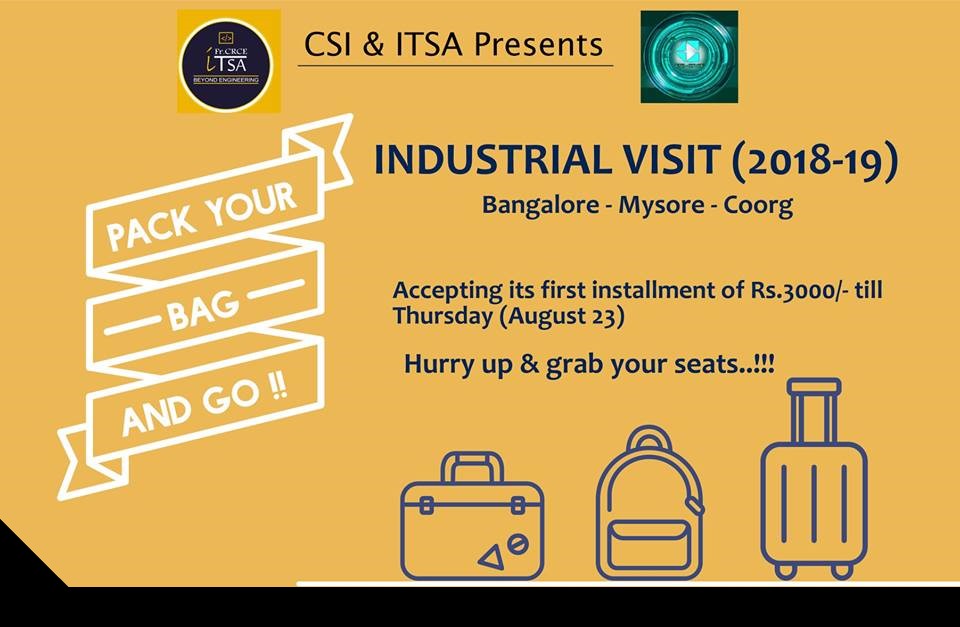 </>
Fr.CRCE
iTSA
BEYOND ENGINEERING
CSI & ITSA Presents
PACK YOUR
BAG
AND GO !!
INDUSTRIAL VISIT (2018-19)
Bangalore - Mysore - Coorg
Accepting its first installment of Rs.3000/- till
Thursday (August 23)
Hurry up & grab your seats..!!!